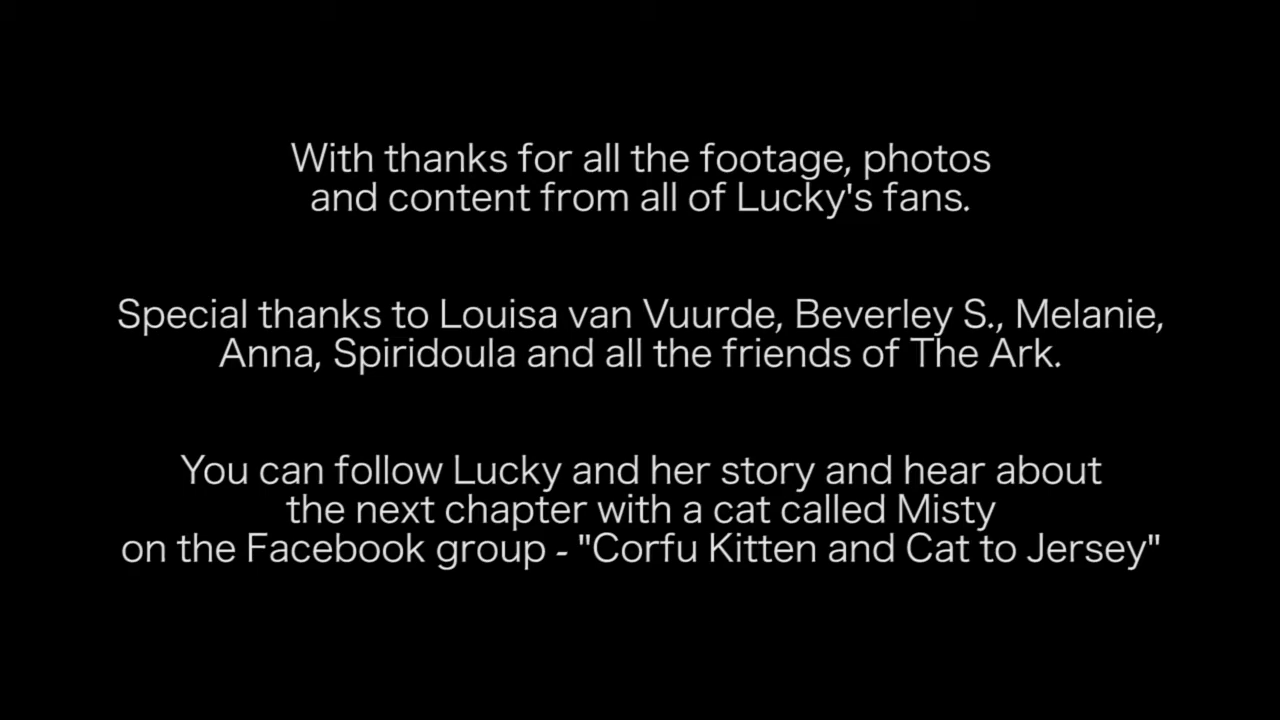 With thanks for all the footage, photos
and content from all of Lucky's fans.
Special thanks to Louisa van Vuurde, Beverley S., Melanie,
Anna, Spiridoula and all the friends of The Ark.
You can follow Lucky and her story and hear about
the next chapter with a cat called Misty
on the Facebook group - "Corfu Kitten and Cat to Jersey"